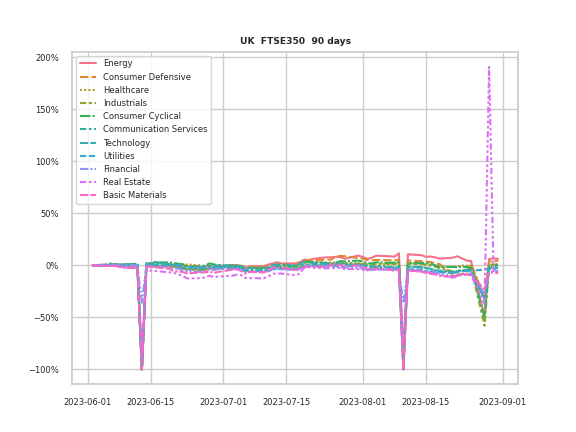 UK FTSE350 90 days
200%
150%
100%
50%
0%
−50%
−100%
Energy
Consumer Defensive
Healthcare
Industrials
Consumer Cyclical
Communication Services
Technology
Utilities
Financial
Real Estate
Basic Materials
2023-06-01 2023-06-15 2023-07-01 2023-07-15 2023-08-01 2023-08-15 2023-09-01